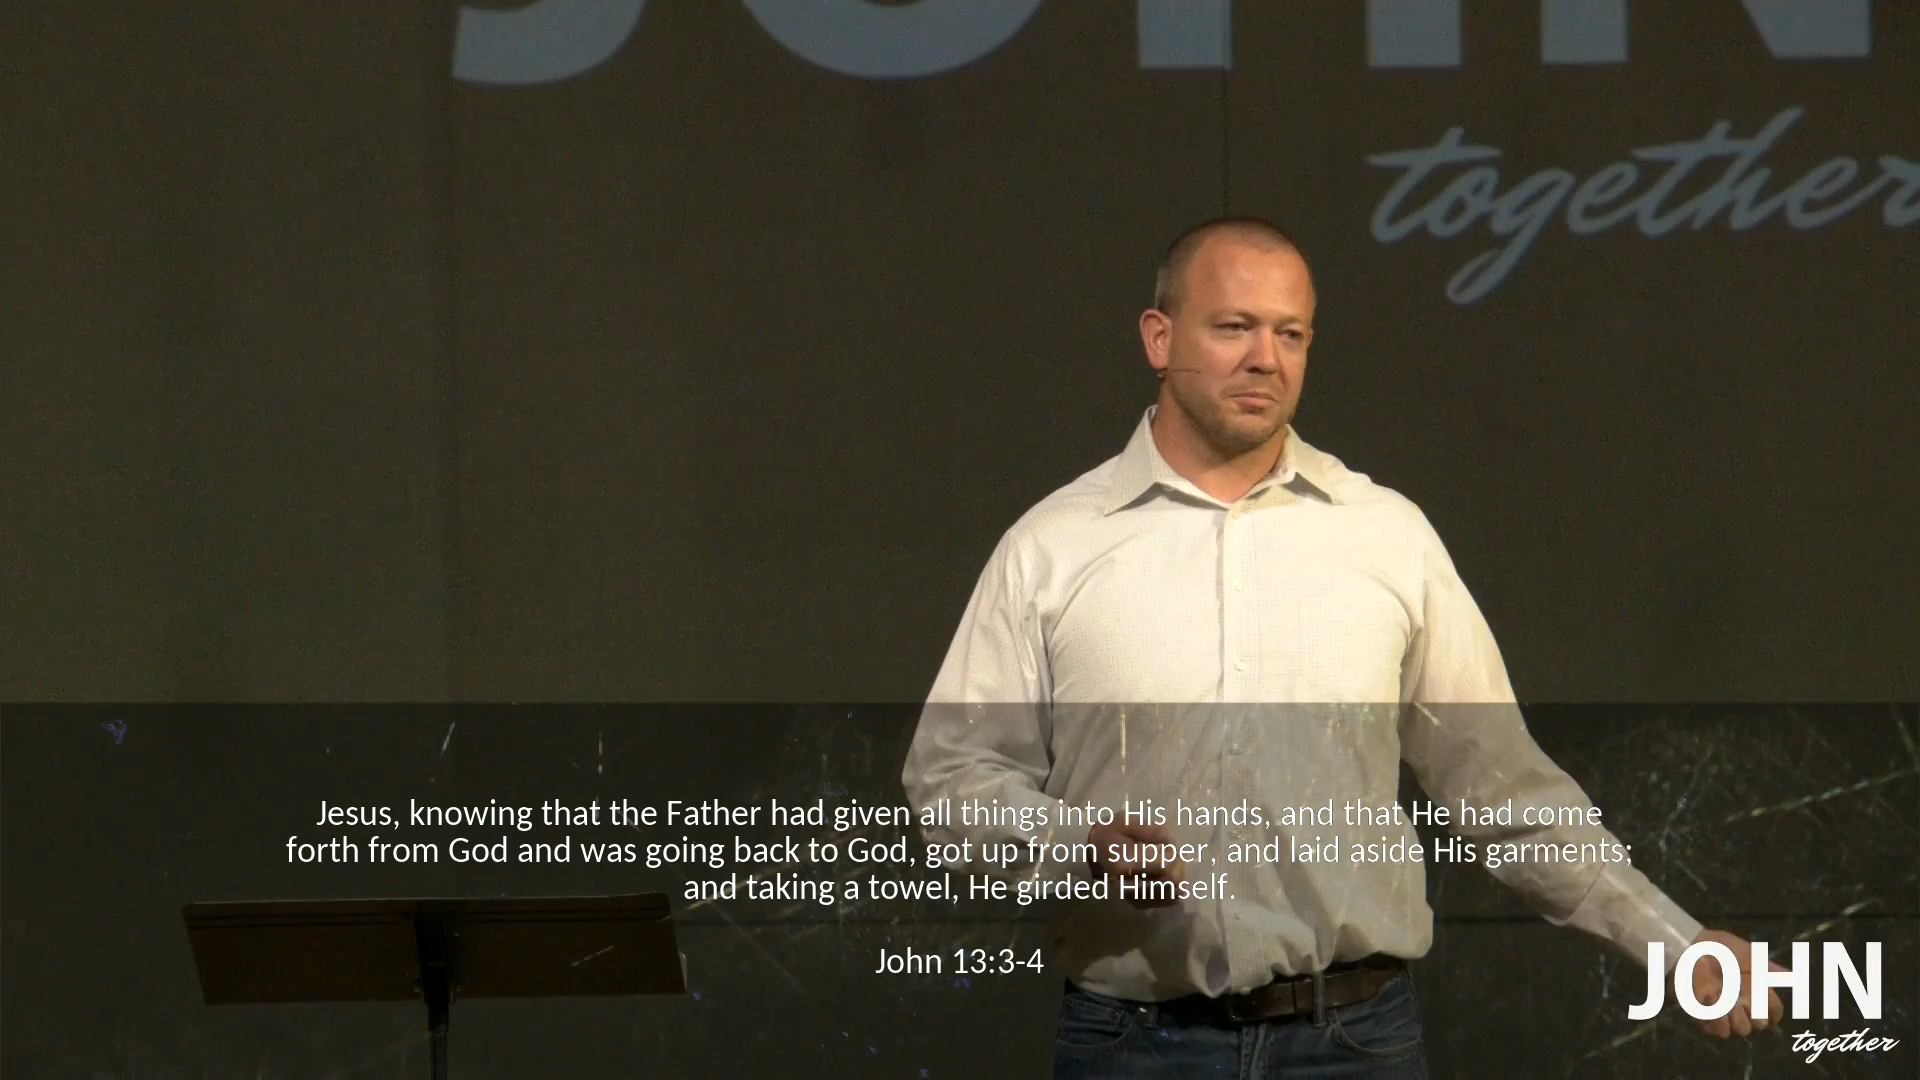 JOHN
together
Jesus, knowing that the Father had given all things into His hands, and that He had come
forth from God and was going back to God, got up from supper, and laid aside His garments;
and taking a towel, He girded Himself.
John 13:3-4
JOHN
together